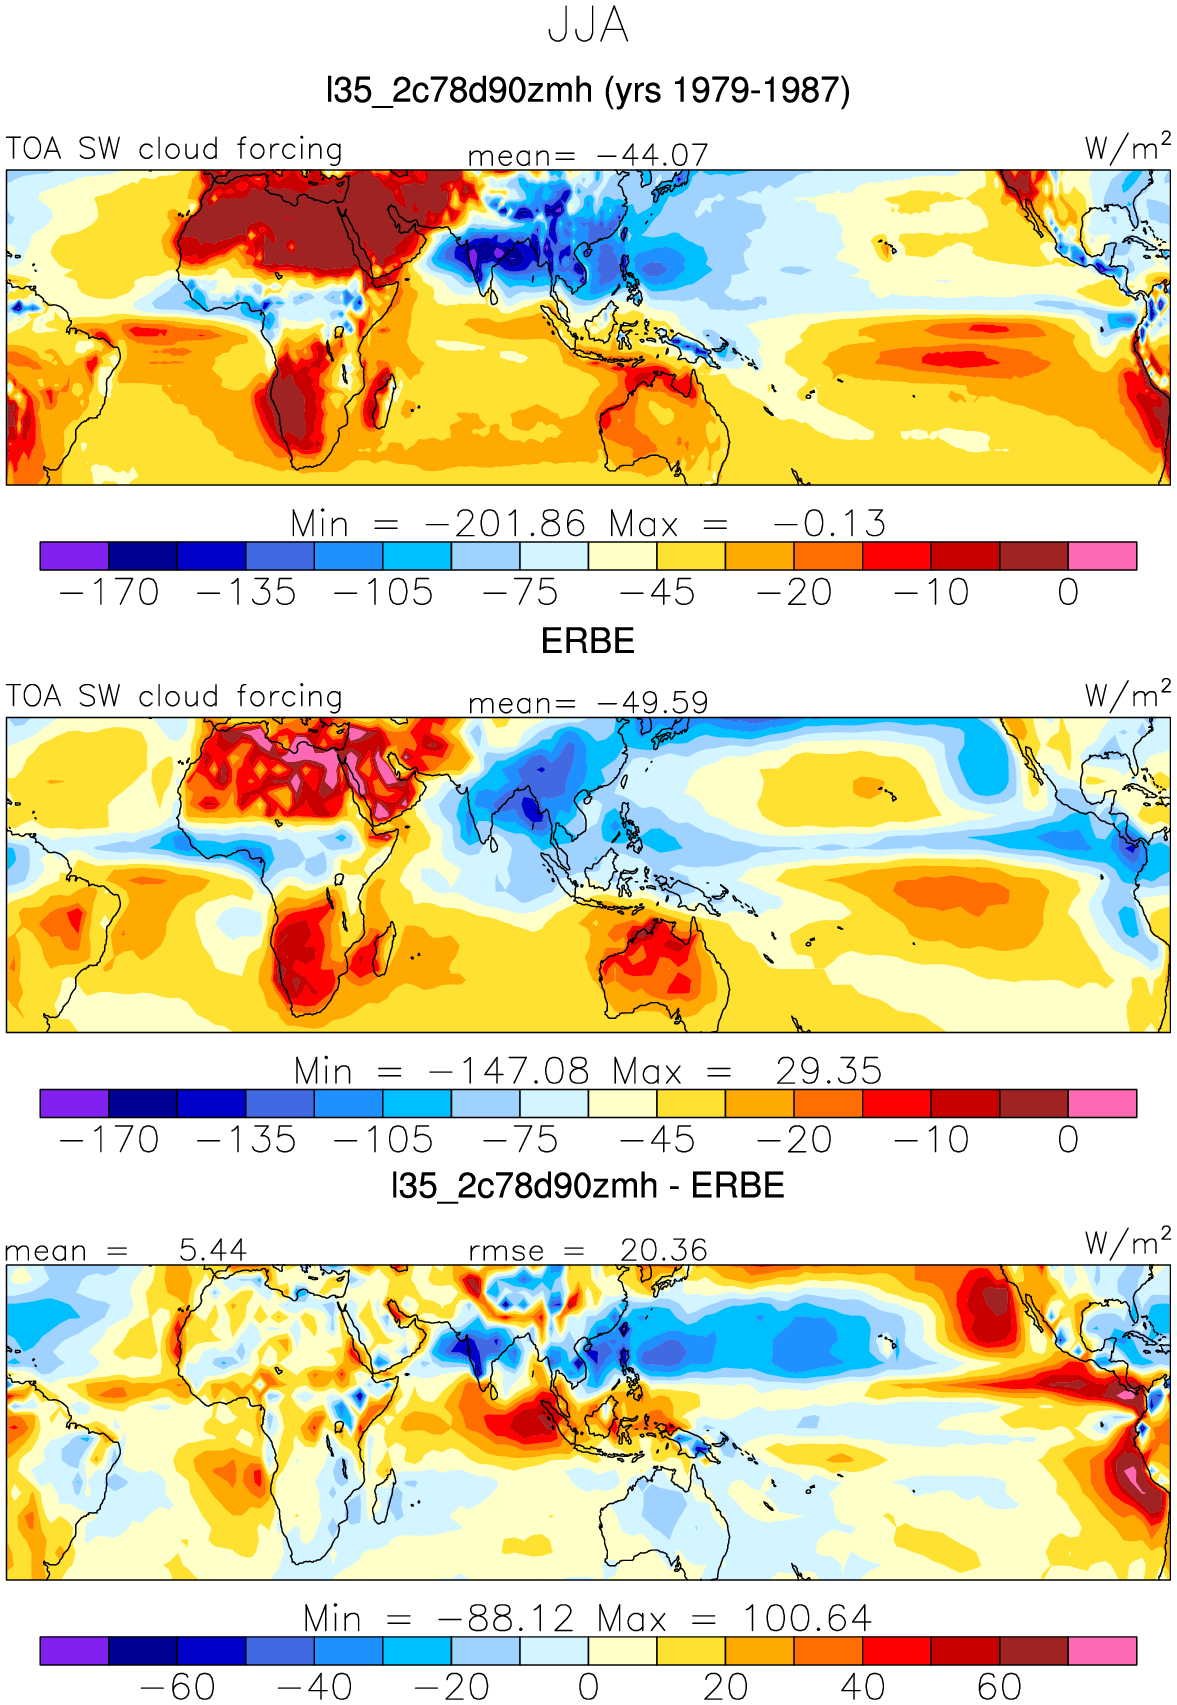 JJA
l35_2c78d90zmh (yrs 1979-1987)
TOA SW cloud forcing mean= −44.07 W/m²
Min = −201.86 Max = −0.13
−170 −135 −105 −75 −45 −20 −10 0
ERBE
TOA SW cloud forcing mean= −49.59 W/m²
Min = −147.08 Max = 29.35
−170 −135 −105 −75 −45 −20 −10 0
l35_2c78d90zmh - ERBE
mean = 5.44 rmse = 20.36 W/m²
Min = −88.12 Max = 100.64
−60 −40 −20 0 20 40 60